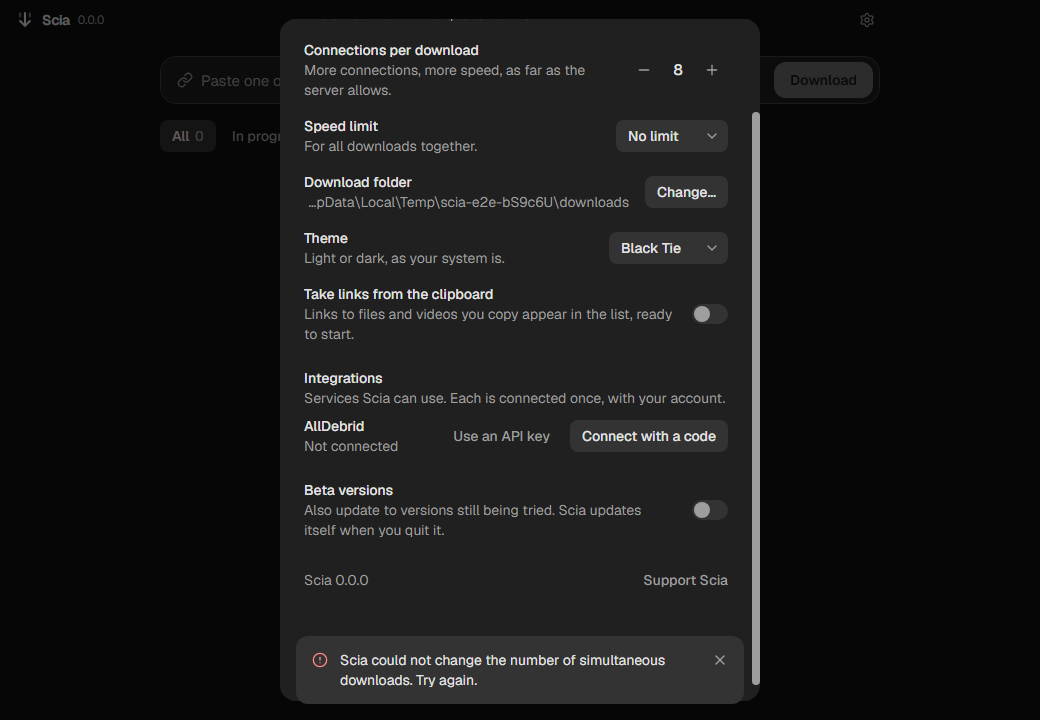 Scia 0.0.0
Paste one o
Download
All 0
In progr
Connections per download
More connections, more speed, as far as the
server allows.
8
Speed limit
For all downloads together.
No limit
Download folder
…pData\Local\Temp\scia-e2e-bS9c6U\downloads
Change…
Theme
Light or dark, as your system is.
Black Tie
Take links from the clipboard
Links to files and videos you copy appear in the list, ready
to start.
Integrations
Services Scia can use. Each is connected once, with your account.
AllDebrid
Not connected
Use an API key
Connect with a code
Beta versions
Also update to versions still being tried. Scia updates
itself when you quit it.
Scia 0.0.0
Support Scia
Scia could not change the number of simultaneous
downloads. Try again.